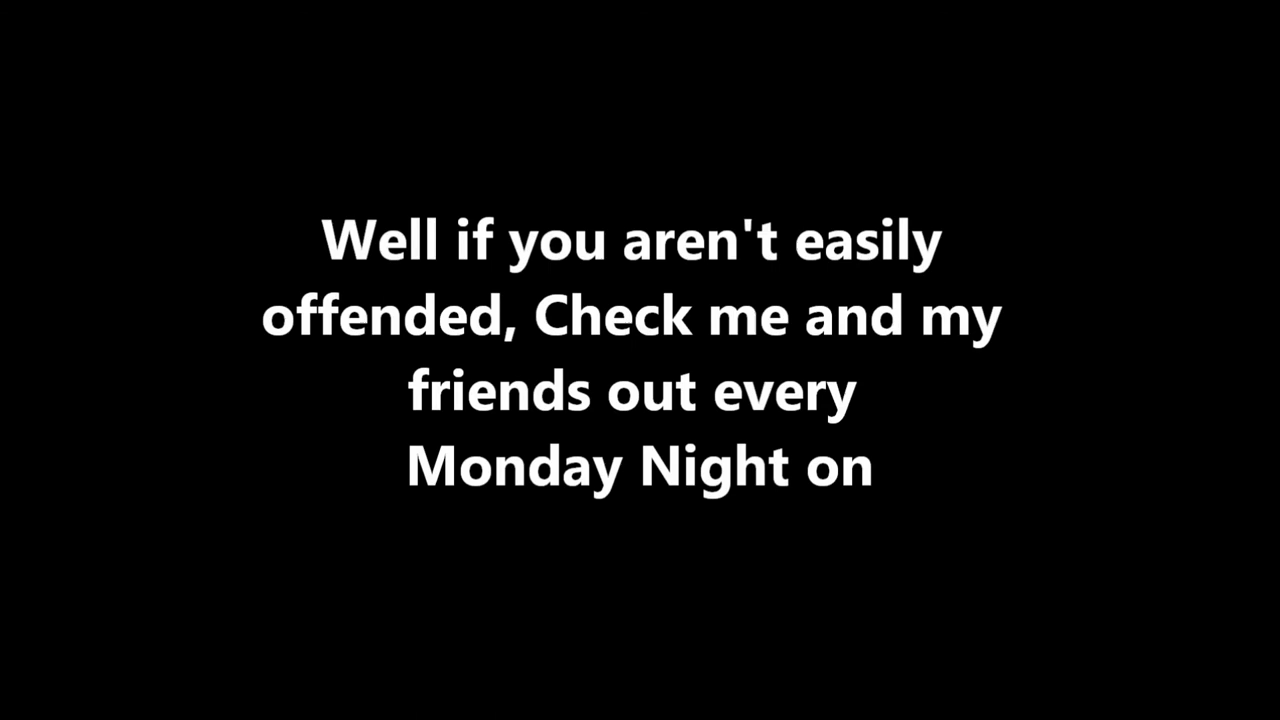 Well if you aren't easily
offended, Check me and my
friends out every
Monday Night on